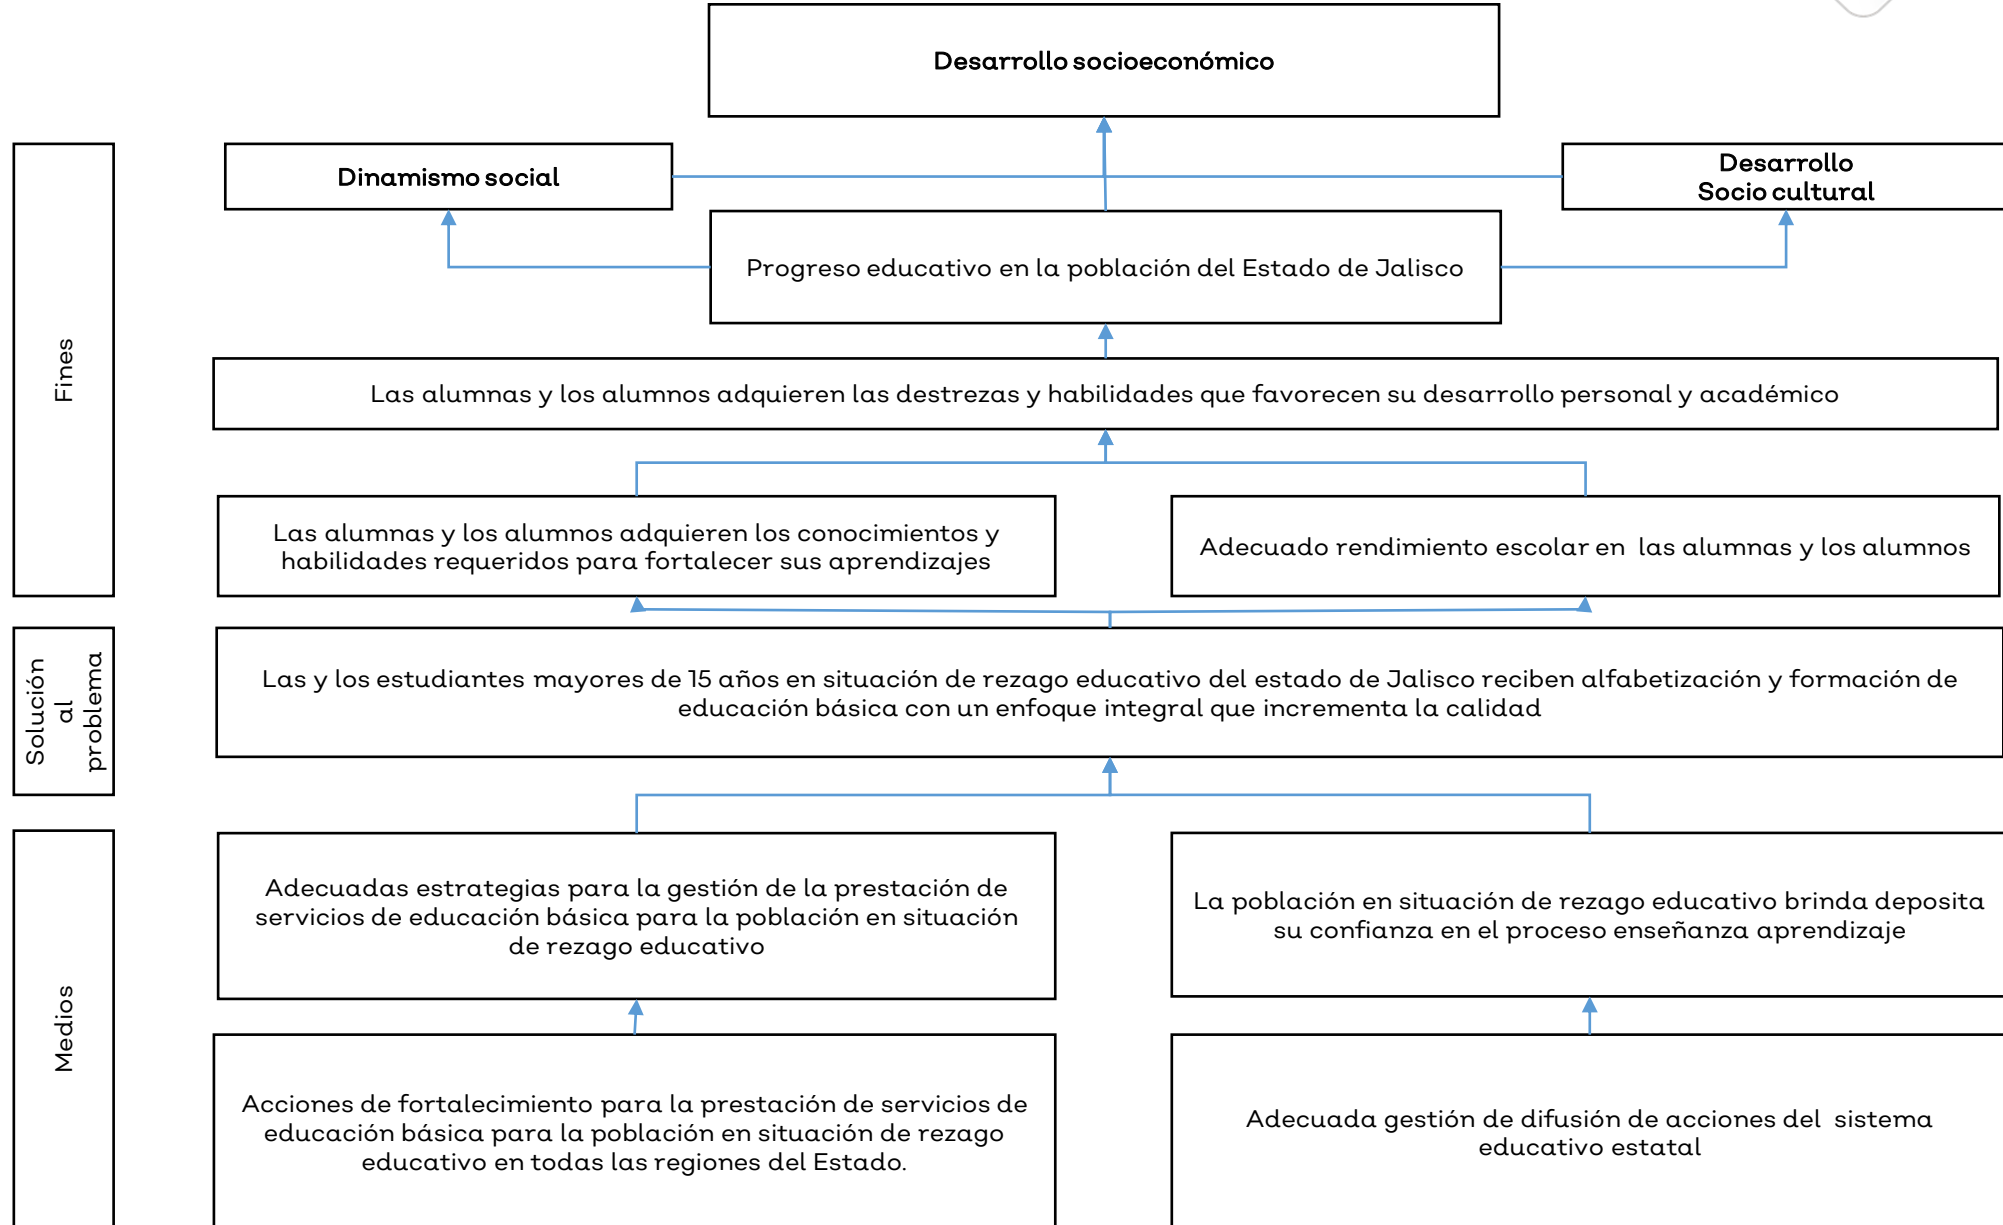 Desarrollo socioeconómico
Dinamismo social
Desarrollo
Socio cultural
Progreso educativo en la población del Estado de Jalisco
Fines
Las alumnas y los alumnos adquieren las destrezas y habilidades que favorecen su desarrollo personal y académico
Las alumnas y los alumnos adquieren los conocimientos y
habilidades requeridos para fortalecer sus aprendizajes
Adecuado rendimiento escolar en las alumnas y los alumnos
Solución
al
problema
Las y los estudiantes mayores de 15 años en situación de rezago educativo del estado de Jalisco reciben alfabetización y formación de
educación básica con un enfoque integral que incrementa la calidad
Medios
Adecuadas estrategias para la gestión de la prestación de
servicios de educación básica para la población en situación
de rezago educativo
La población en situación de rezago educativo brinda deposita
su confianza en el proceso enseñanza aprendizaje
Acciones de fortalecimiento para la prestación de servicios de
educación básica para la población en situación de rezago
educativo en todas las regiones del Estado.
Adecuada gestión de difusión de acciones del sistema
educativo estatal